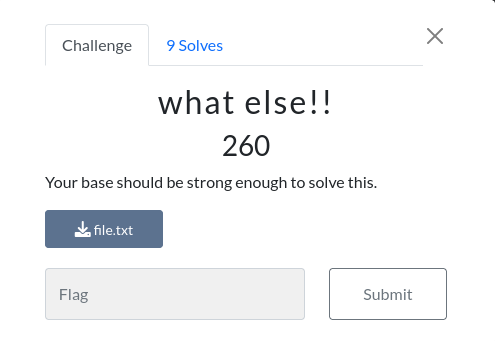 Challenge
9 Solves
what else!!
260
Your base should be strong enough to solve this.
file.txt
Flag
Submit